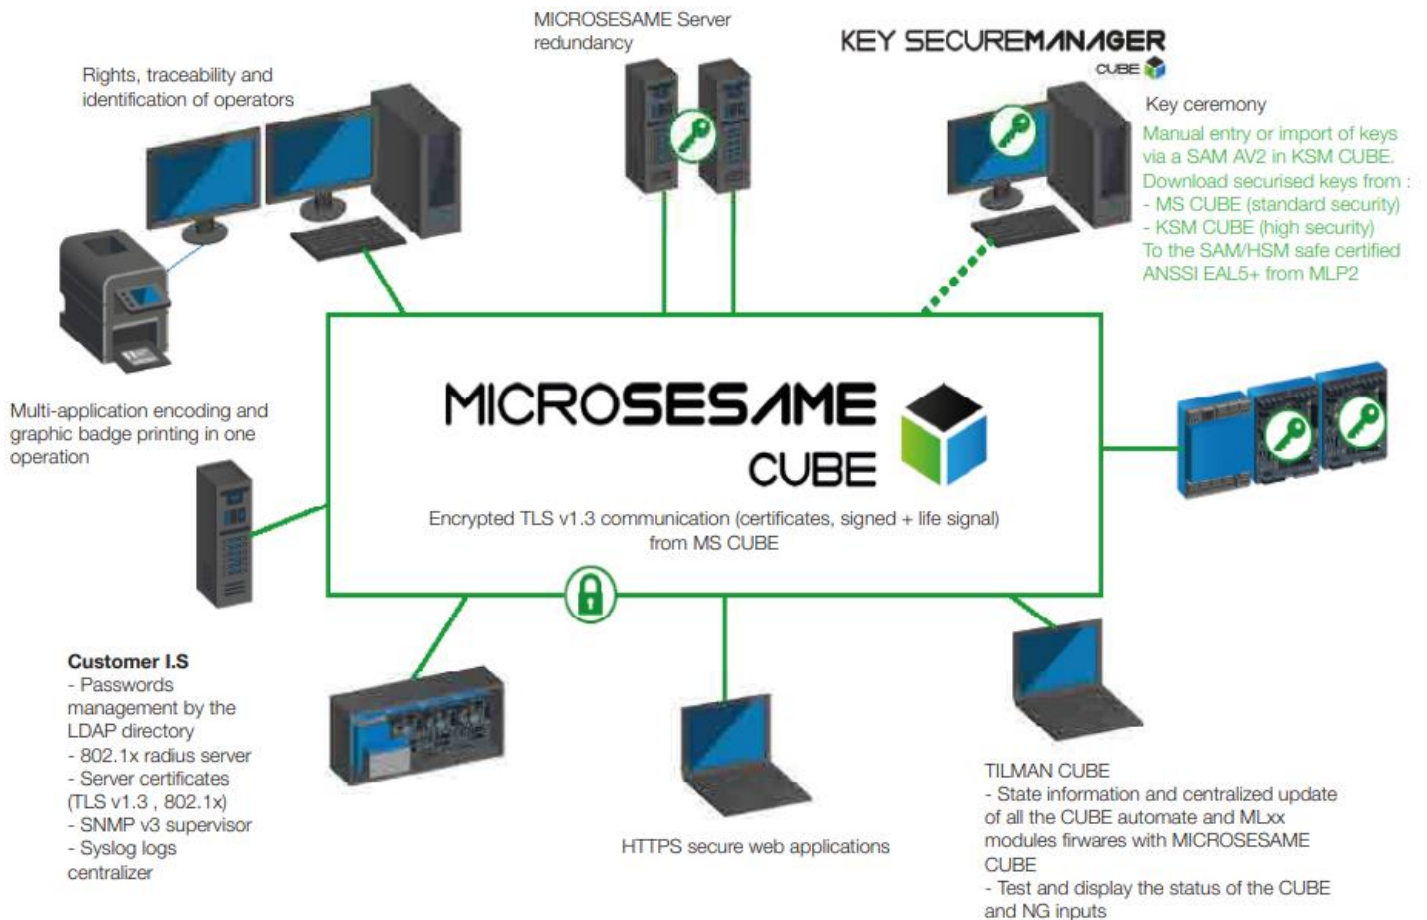 MICROSESAME Server
redundancy
KEY SECUREMANAGER
CUBE
Rights, traceability and
identification of operators
Key ceremony
Manual entry or import of keys
via a SAM AV2 in KSM CUBE.
Download securised keys from :
- MS CUBE (standard security)
- KSM CUBE (high security)
To the SAM/HSM safe certified
ANSSI EAL5+ from MLP2
Multi-application encoding and
graphic badge printing in one
operation
MICROSESAME
CUBE
Encrypted TLS v1.3 communication (certificates, signed + life signal)
from MS CUBE
Customer I.S
- Passwords
management by the
LDAP directory
- 802.1x radius server
- Server certificates
(TLS v1.3 , 802.1x)
- SNMP v3 supervisor
- Syslog logs
centralizer
HTTPS secure web applications
TILMAN CUBE
- State information and centralized update
of all the CUBE automate and MLxx
modules firwares with MICROSESAME
CUBE
- Test and display the status of the CUBE
and NG inputs